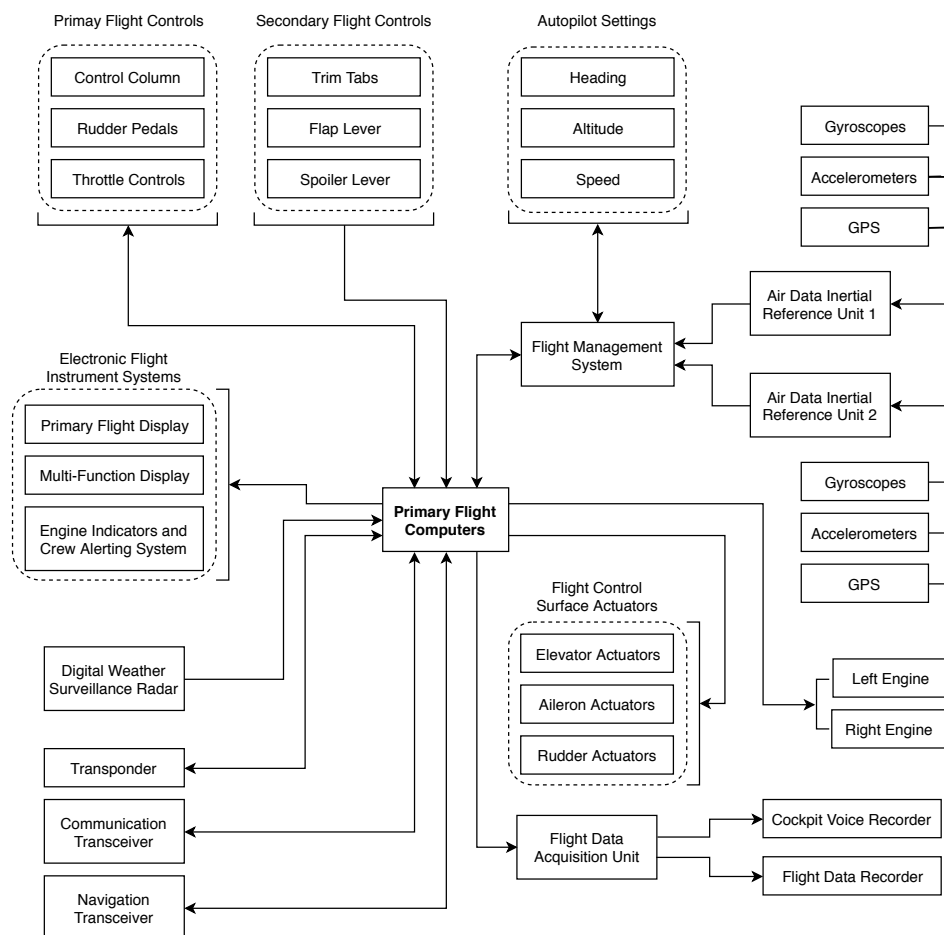 Primay Flight Controls
Control Column
Rudder Pedals
Throttle Controls
Secondary Flight Controls
Trim Tabs
Flap Lever
Spoiler Lever
Autopilot Settings
Heading
Altitude
Speed
Gyroscopes
Accelerometers
GPS
Air Data Inertial
Reference Unit 1
Flight Management
System
Air Data Inertial
Reference Unit 2
Electronic Flight
Instrument Systems
Primary Flight Display
Multi-Function Display
Engine Indicators and
Crew Alerting System
Primary Flight
Computers
Gyroscopes
Accelerometers
GPS
Flight Control
Surface Actuators
Elevator Actuators
Aileron Actuators
Rudder Actuators
Digital Weather
Surveillance Radar
Left Engine
Right Engine
Transponder
Communication
Transceiver
Navigation
Transceiver
Flight Data
Acquisition Unit
Cockpit Voice Recorder
Flight Data Recorder